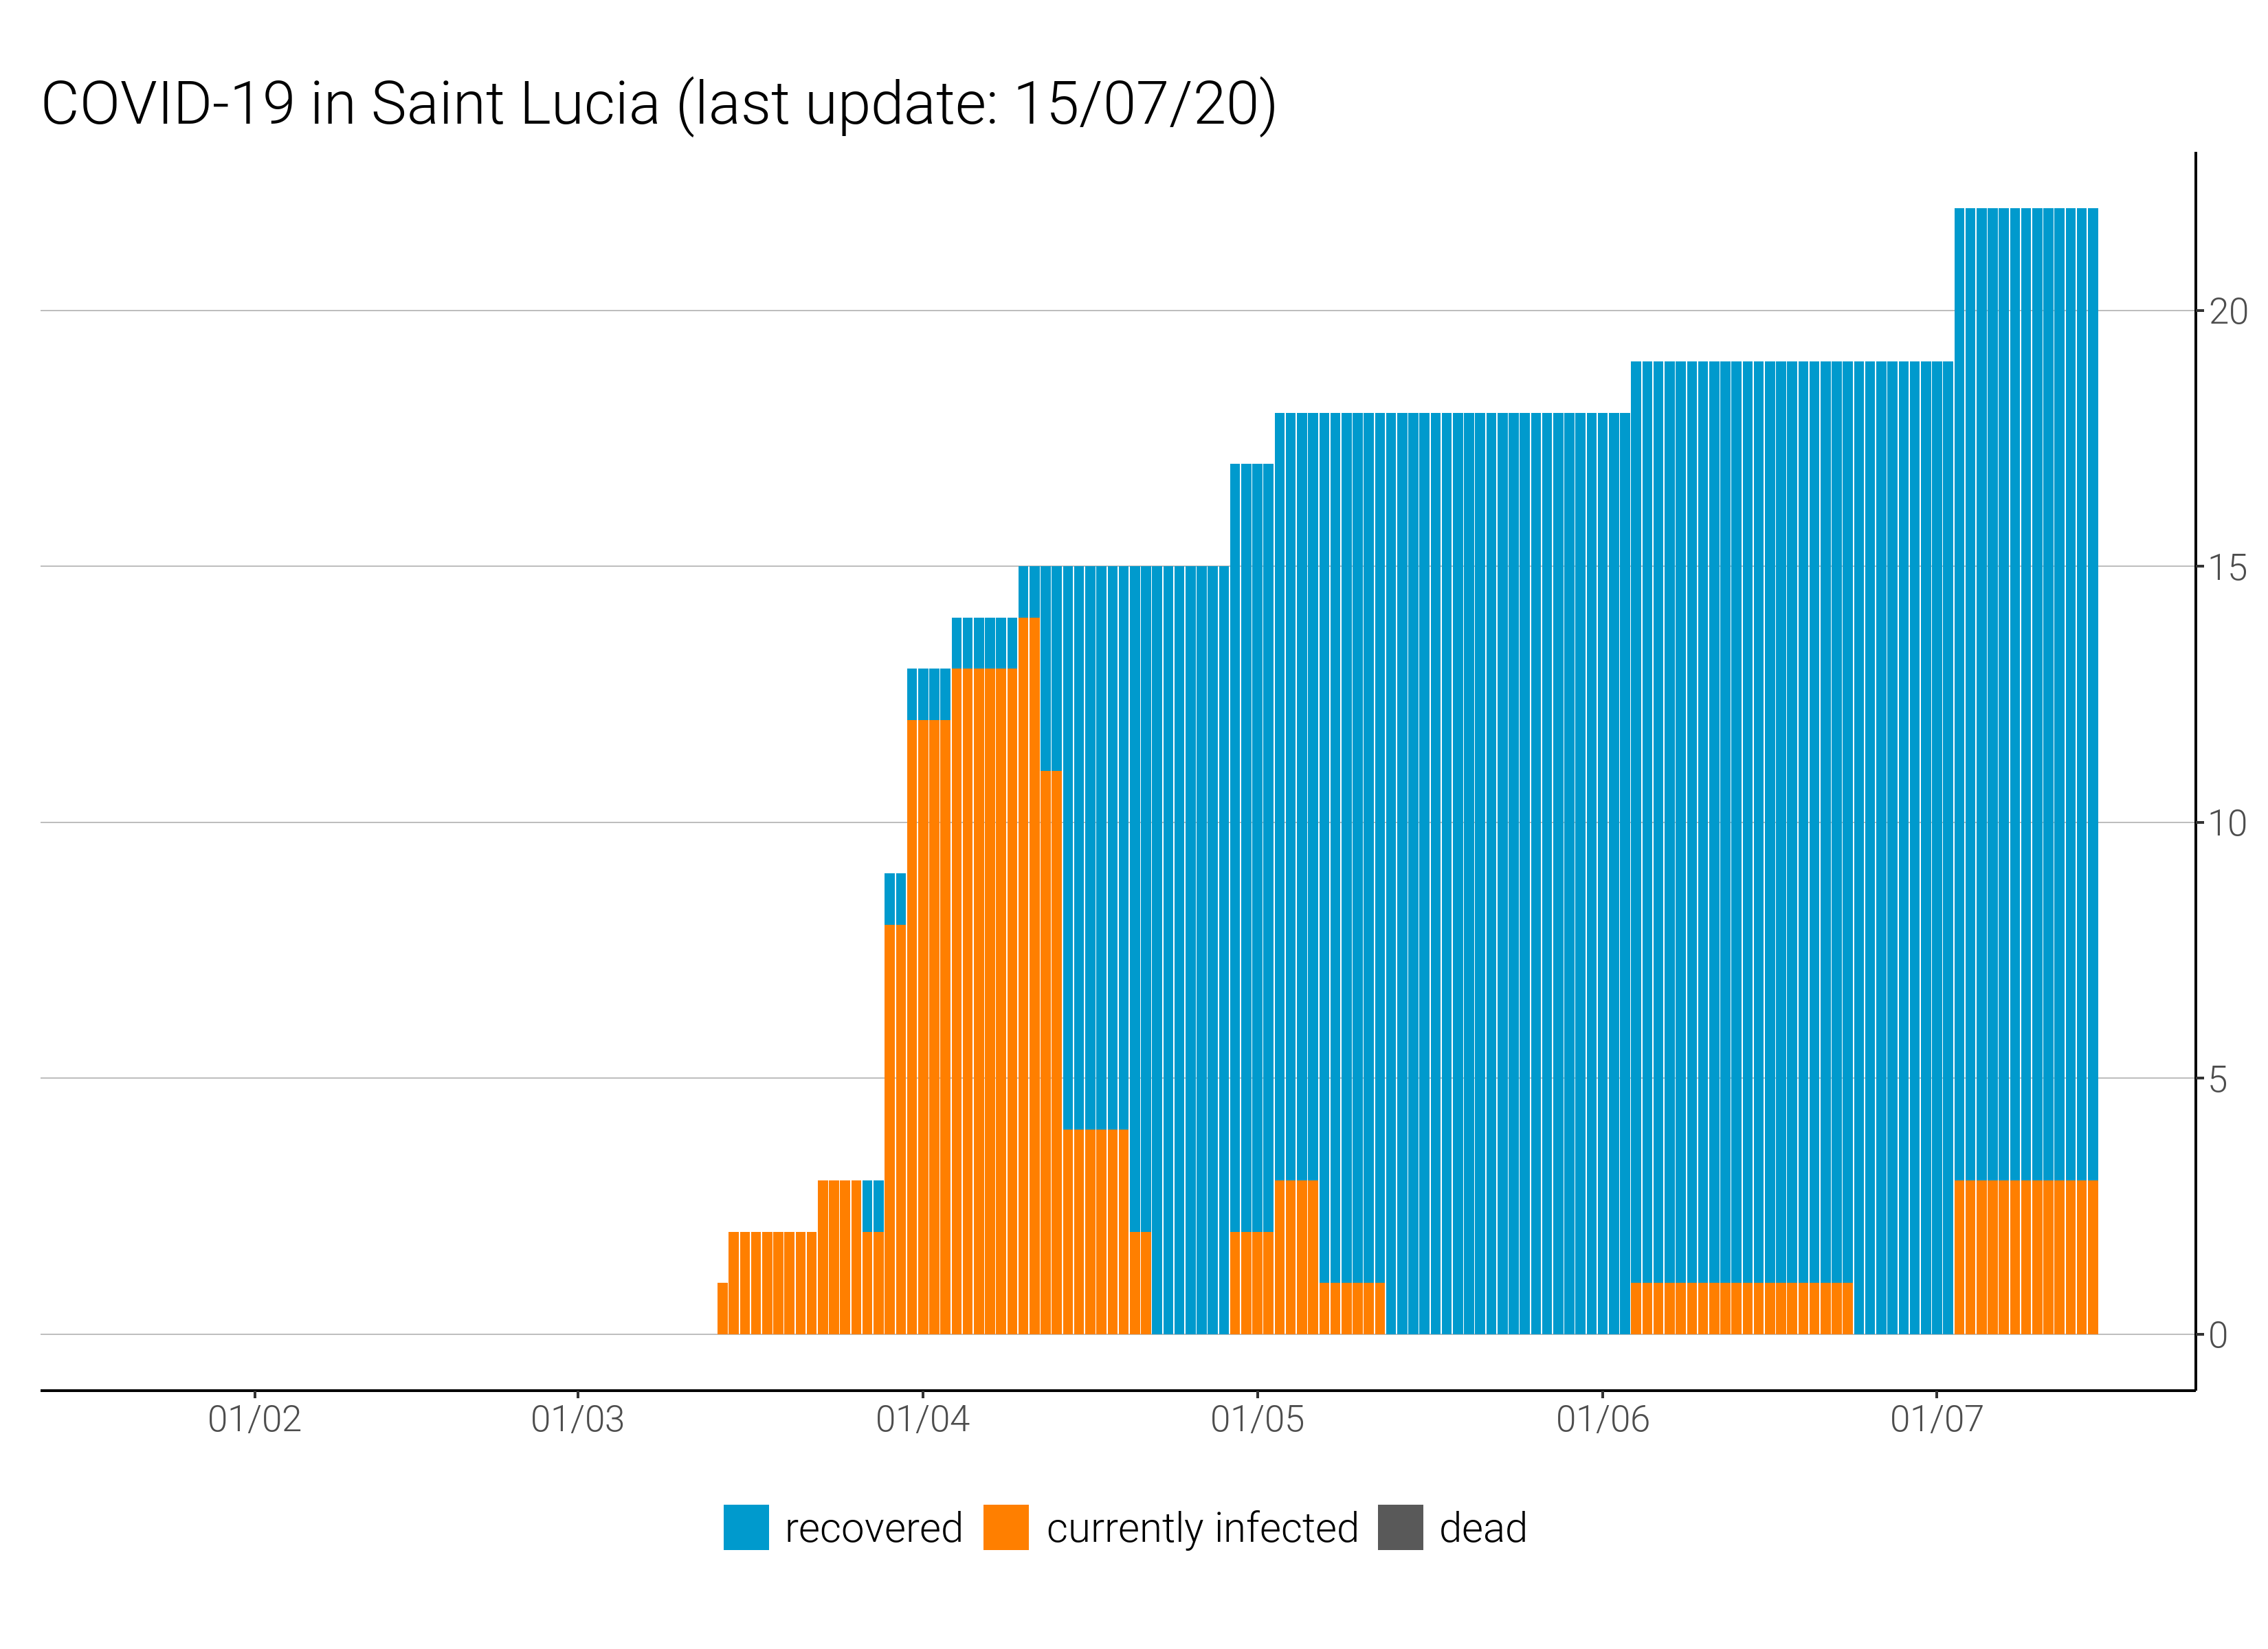 COVID-19 in Saint Lucia (last update: 15/07/20)
20
15
10
5
0
01/02 01/03 01/04 01/05 01/06 01/07
recovered currently infected dead